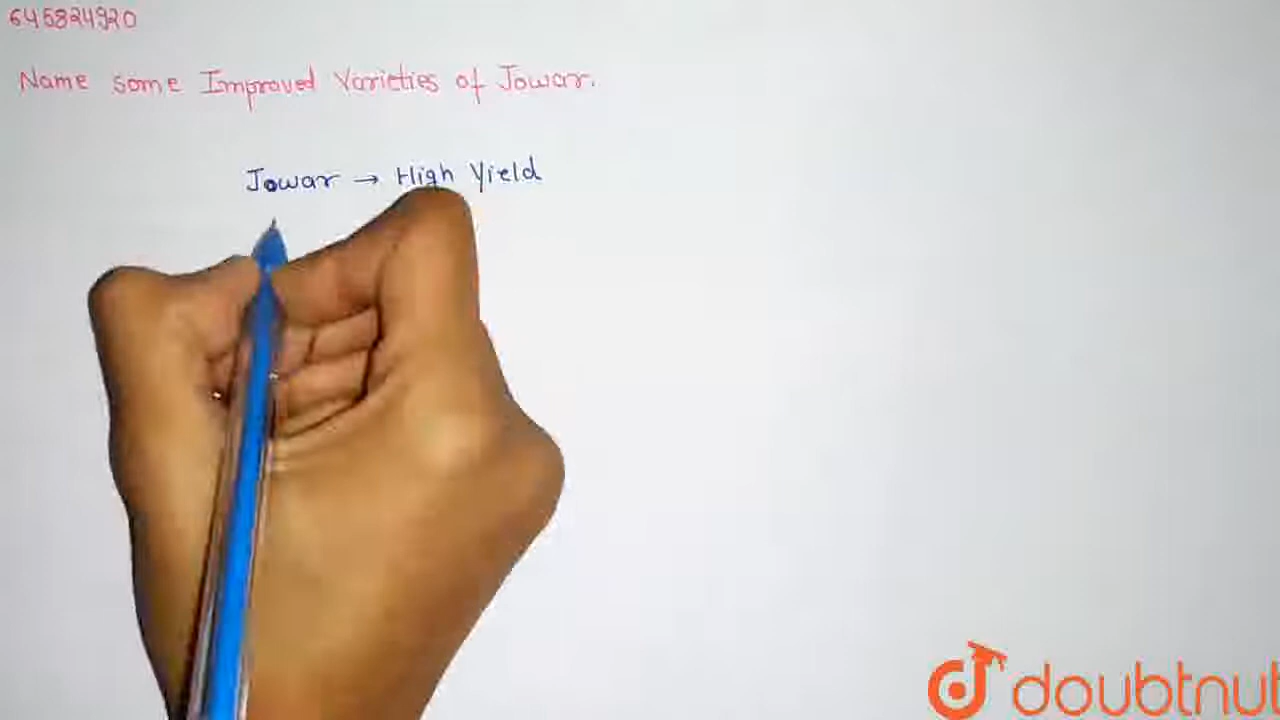 645824920
Name some Improved Varieties of Jowar.
Jowar → High Yield
doubtnut